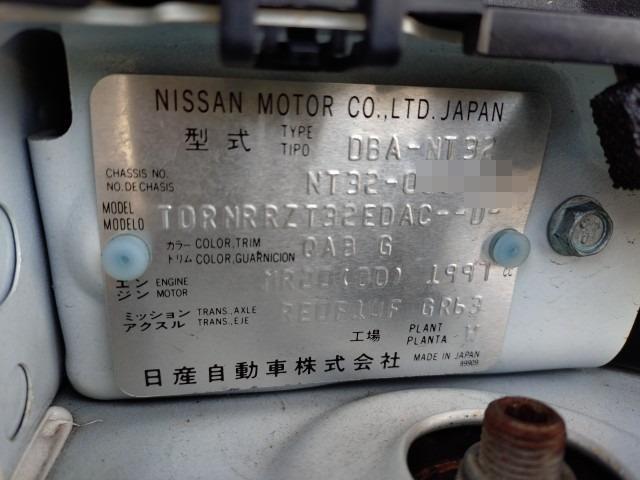 NISSAN MOTOR CO.,LTD. JAPAN
型式 TYPE TIPO DBA-NT32
CHASSIS NO. NO.DE CHASIS NT32-0
MODEL MODELO TDRNRRZT32EDAC--D-
カラー COLOR,TRIM トリム COLOR,GUARNICION QAB G
エンジン ENGINE MOTOR MR20(DD) 1997 cc
ミッション TRANS.,AXLE アクスル TRANS.,EJE RE0F10F GR63
工場 PLANT PLANTA
日産自動車株式会社 MADE IN JAPAN
89909